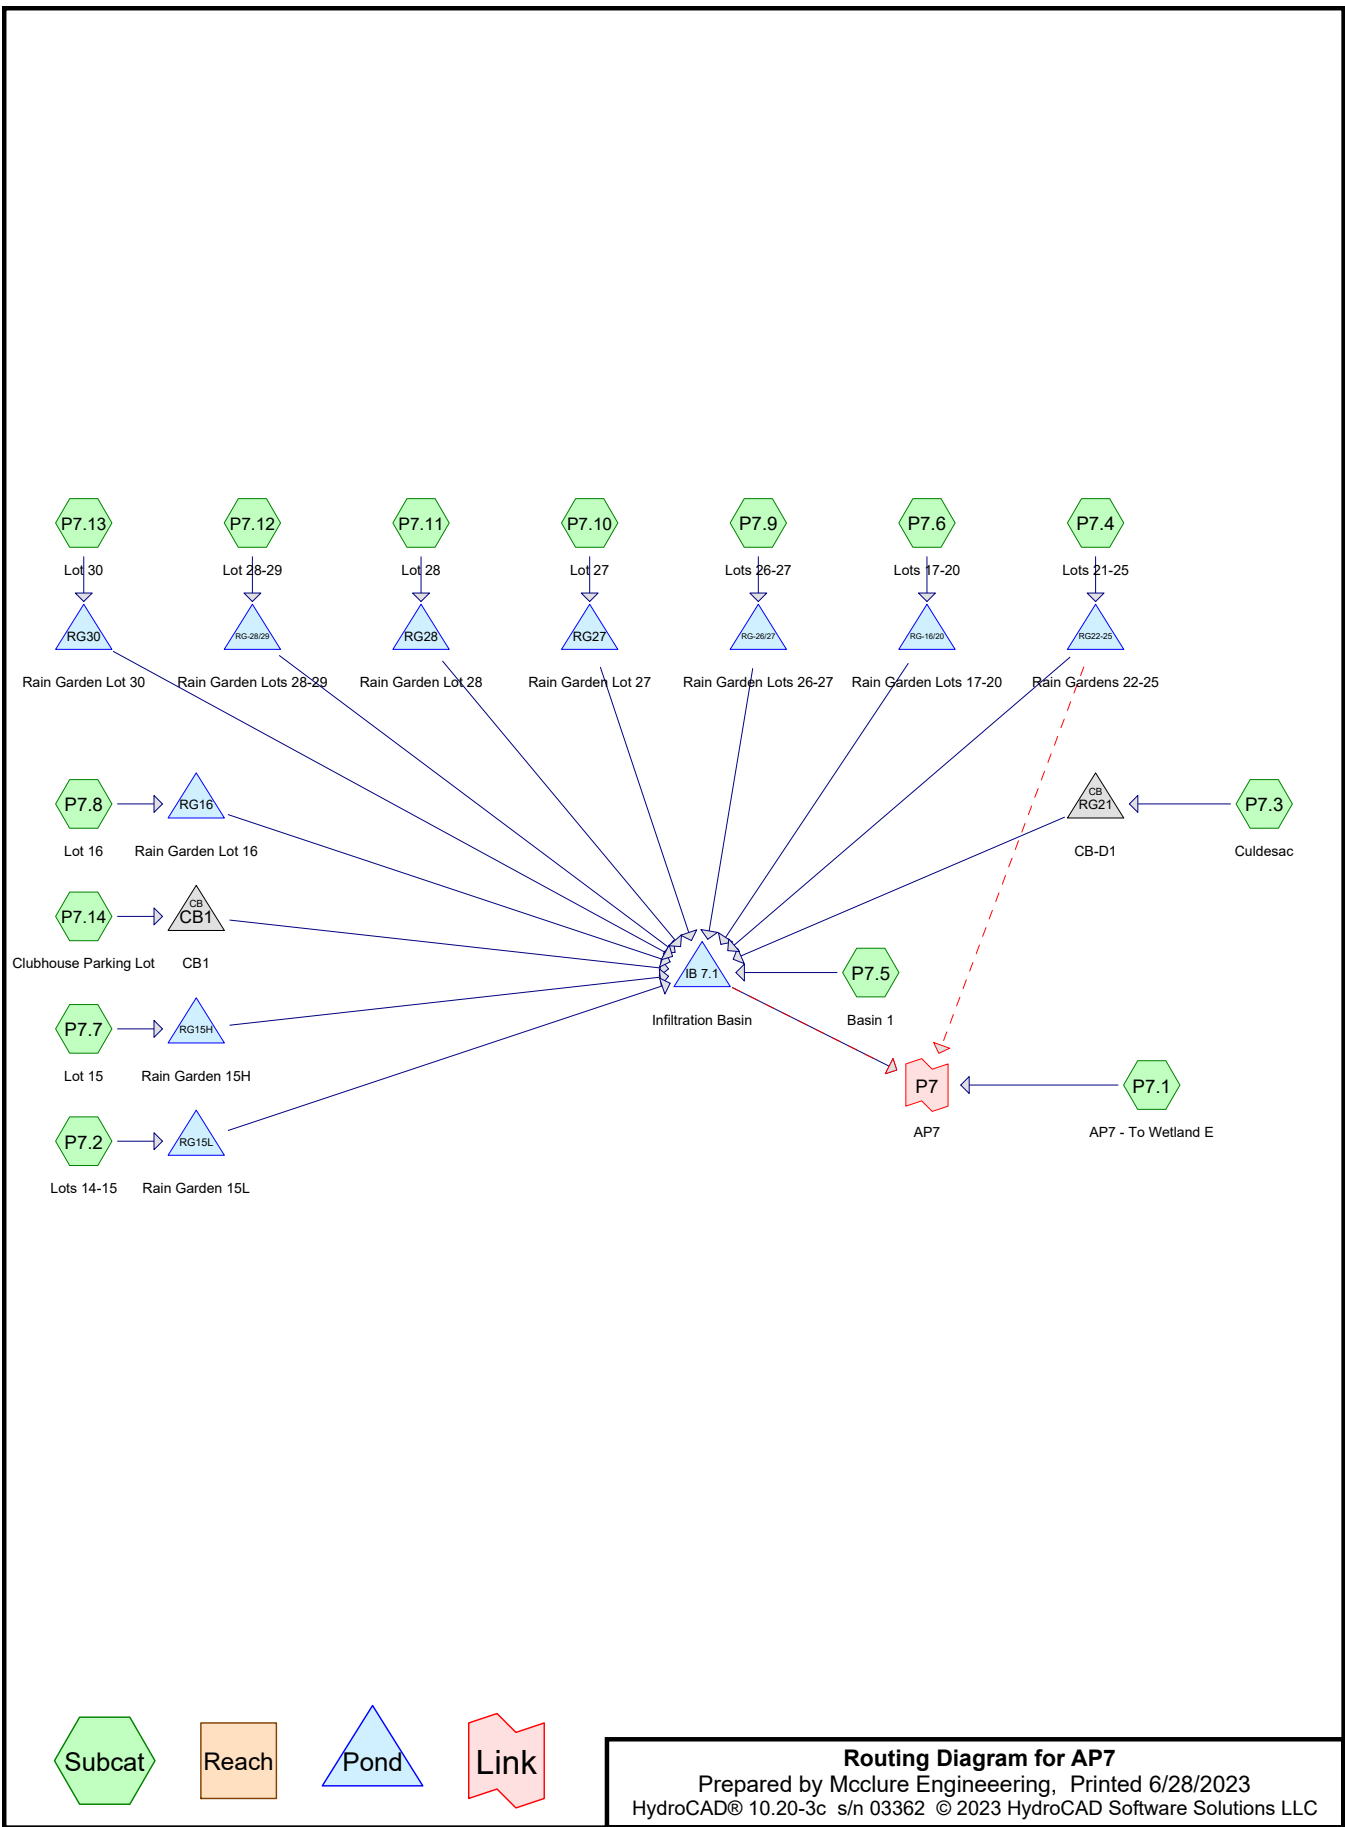 P7.13 P7.12 P7.11 P7.10 P7.9 P7.6 P7.4
Lot 30 Lot 28-29 Lot 28 Lot 27 Lots 26-27 Lots 17-20 Lots 21-25
RG30 RG-28/29 RG28 RG27 RG-26/27 RG-16/20 RG22-25
Rain Garden Lot 30 Rain Garden Lots 28-29 Rain Garden Lot 28 Rain Garden Lot 27 Rain Garden Lots 26-27 Rain Garden Lots 17-20 Rain Gardens 22-25
CB
P7.8 RG16 RG21 P7.3
Lot 16 Rain Garden Lot 16 CB-D1 Culdesac
CB
P7.14 CB1
Clubhouse Parking Lot CB1
IB 7.1 P7.5
Infiltration Basin Basin 1
P7.7 RG15H
Lot 15 Rain Garden 15H
P7 P7.1
AP7 AP7 - To Wetland E
P7.2 RG15L
Lots 14-15 Rain Garden 15L
Subcat Reach Pond Link
Routing Diagram for AP7
Prepared by Mcclure Engineeering, Printed 6/28/2023
HydroCAD® 10.20-3c s/n 03362 © 2023 HydroCAD Software Solutions LLC